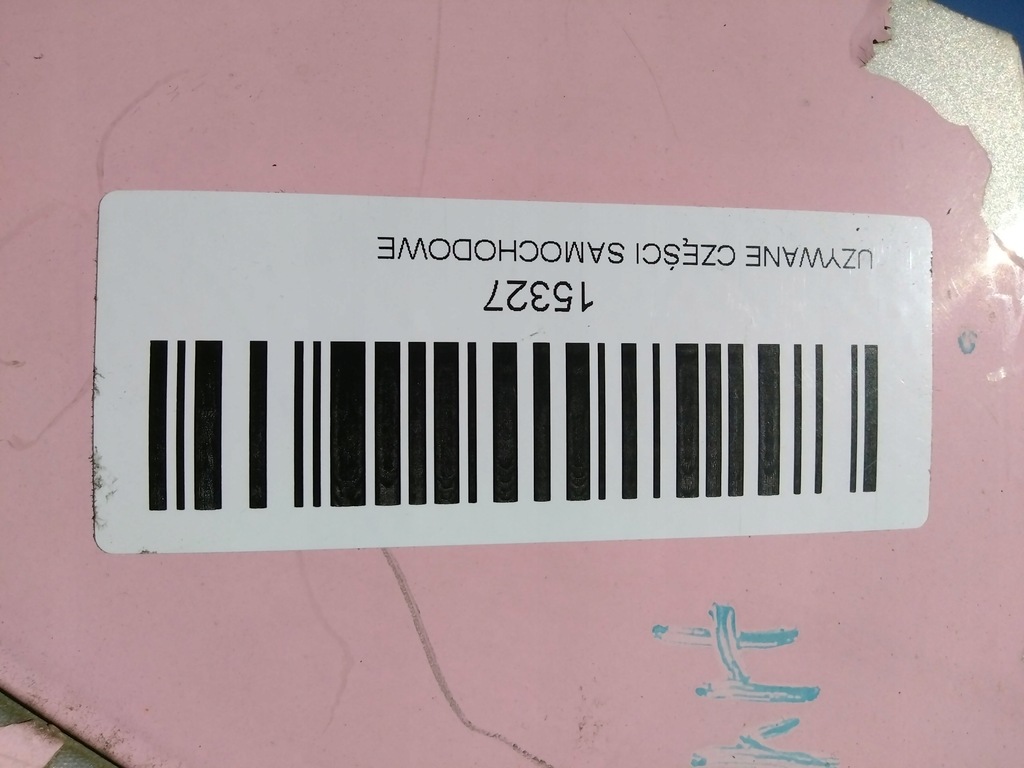 15327
UZYWANE CZĘŚCI SAMOCHODOWE